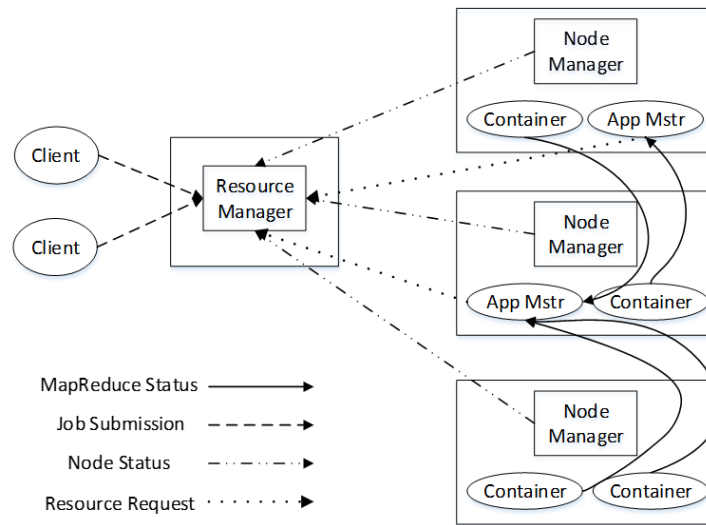 Node
Manager
Container
App Mstr
Client
Resource
Manager
Client
Node
Manager
App Mstr
Container
MapReduce Status
Job Submission
Node Status
Resource Request
Node
Manager
Container
Container